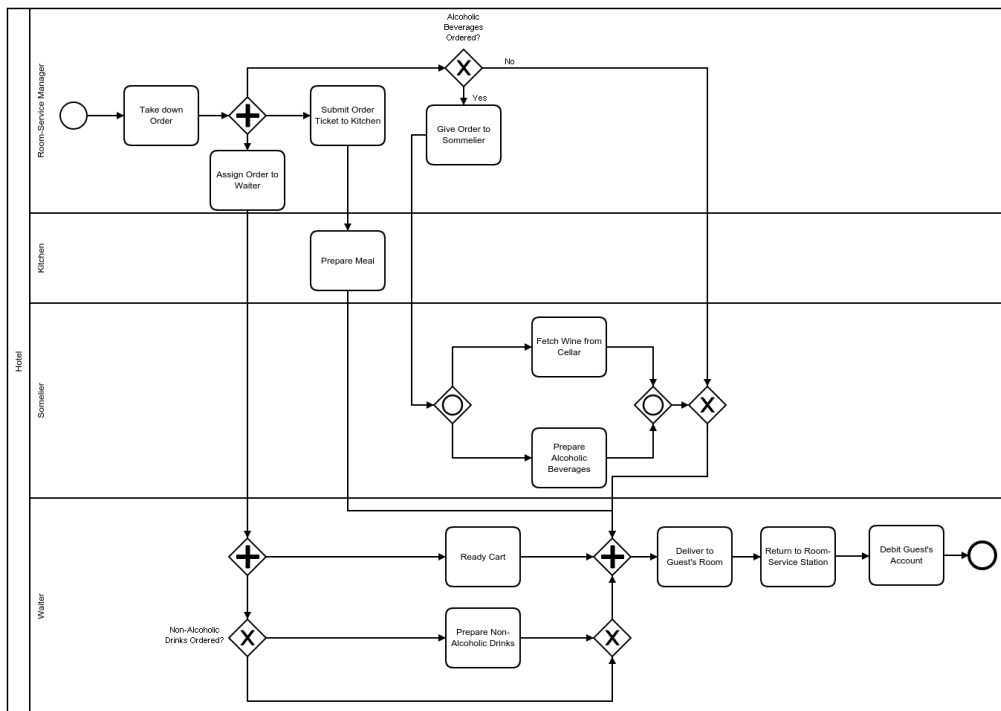 Hotel
Room-Service Manager
Alcoholic
Beverages
Ordered?
No
Yes
Take down
Order
Submit Order
Ticket to Kitchen
Give Order to
Sommelier
Assign Order to
Waiter
Kitchen
Prepare Meal
Somelier
Fetch Wine from
Cellar
Prepare
Alcoholic
Beverages
Waiter
Ready Cart
Deliver to
Guest's Room
Return to Room-
Service Station
Debit Guest's
Account
Non-Alcoholic
Drinks Ordered?
Prepare Non-
Alcoholic Drinks